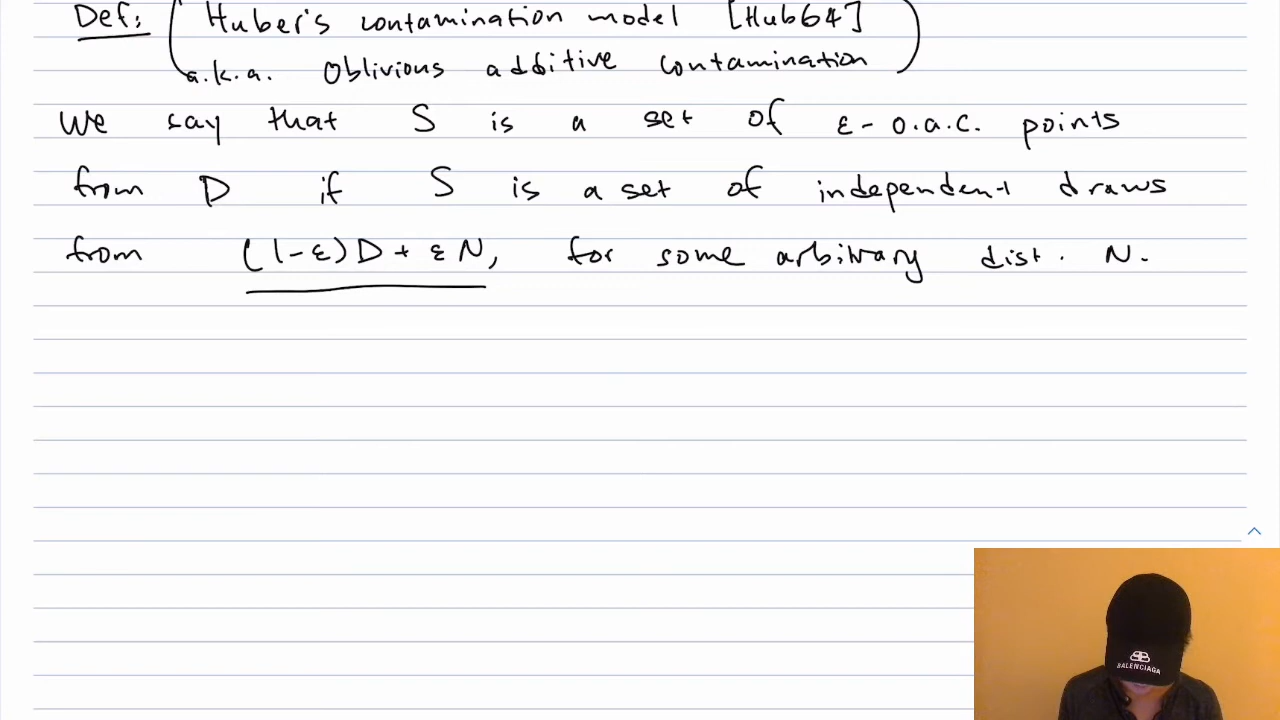 Def: (Huber's contamination model [Hub64]
a.k.a. Oblivious additive contamination)
We say that S is a set of ε-o.a.c. points
from D if S is a set of independent draws
from (1-ε)D + εN, for some arbitrary dist. N.
BALENCIAGA